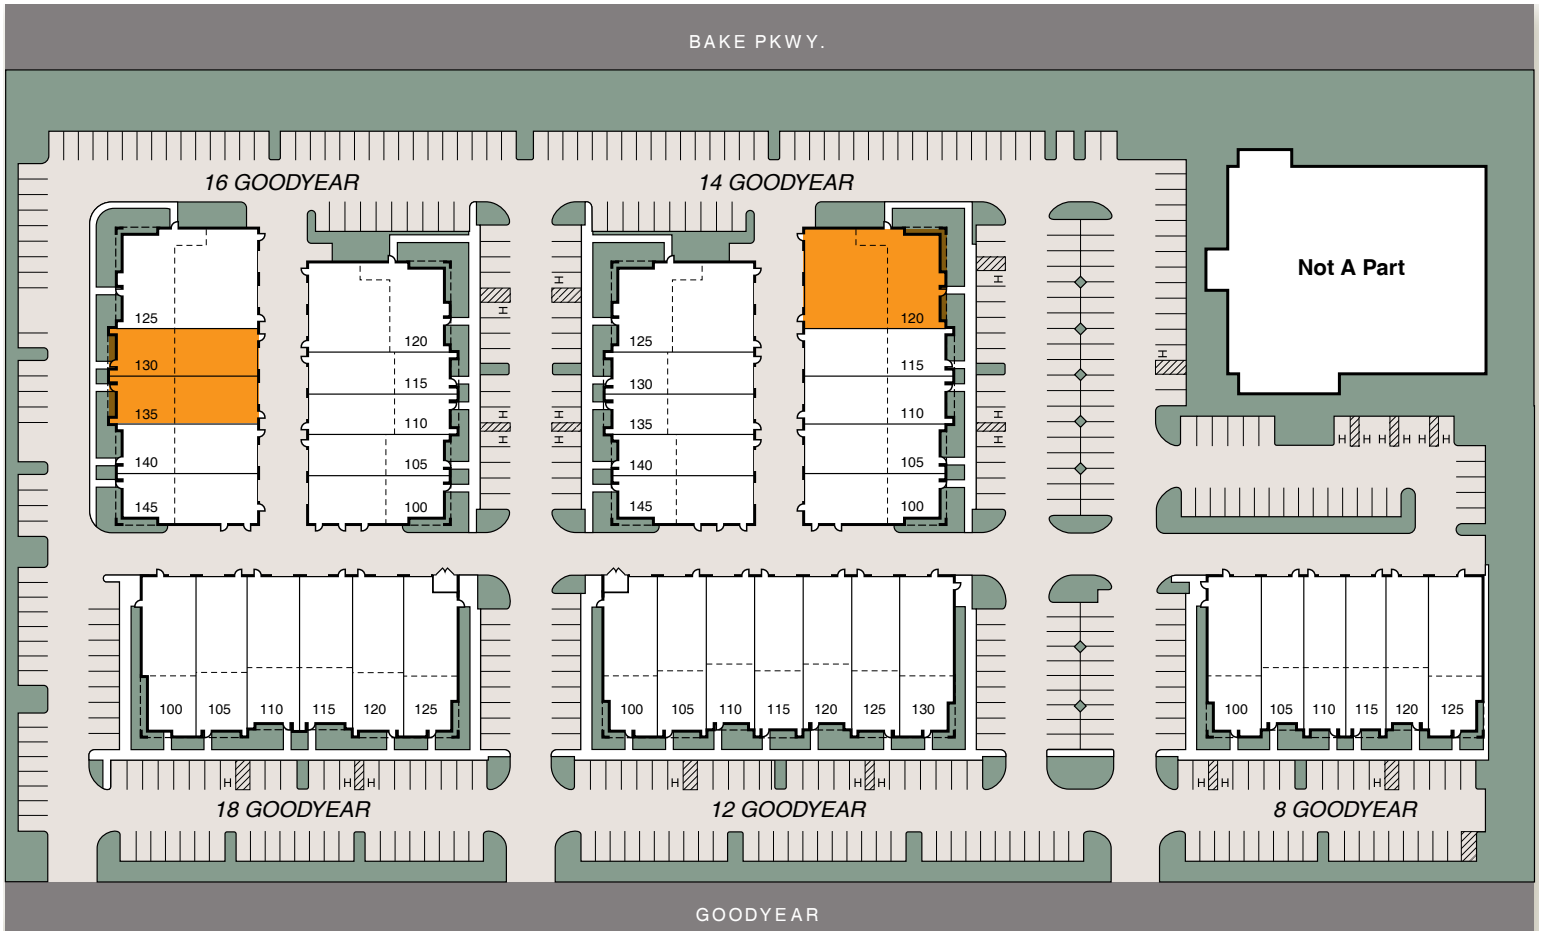 BAKE PKWY.
16 GOODYEAR
14 GOODYEAR
Not A Part
125
130
135
140
145
120
115
110
105
100
125
130
135
140
145
120
115
110
105
100
H
H
H
H
H
H
H
H
H
H
H H H H H H
100 105 110 115 120 125
100 105 110 115 120 125 130
100 105 110 115 120 125
H H H
H H H
H H H
18 GOODYEAR
12 GOODYEAR
8 GOODYEAR
GOODYEAR